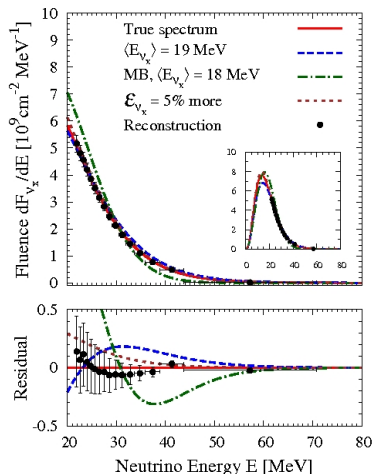 Fluence dF_{ν_x}/dE [10^9 cm^{-2} MeV^{-1}]
10
9
8
7
6
5
4
3
2
1
0
True spectrum
⟨E_{ν_x}⟩ = 19 MeV
MB, ⟨E_{ν_x}⟩ = 18 MeV
ℰ_{ν_x} = 5% more
Reconstruction
10
8
6
4
2
0
0 20 40 60 80
Residual
0.5
0
-0.5
20 30 40 50 60 70 80
Neutrino Energy E [MeV]